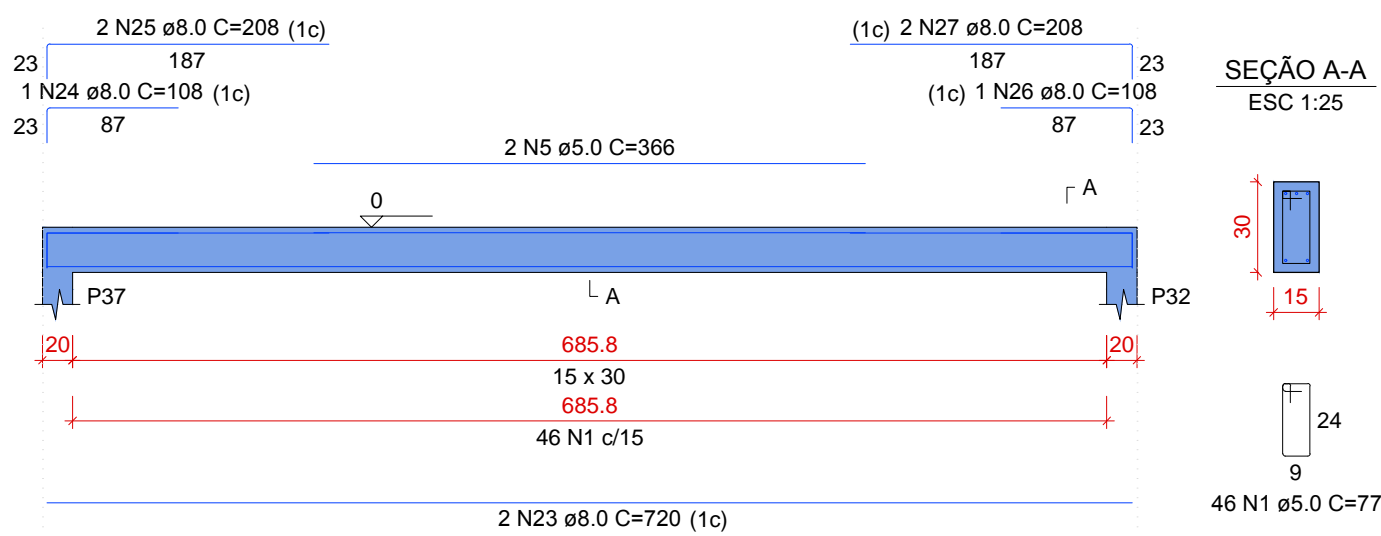 2 N25 ø8.0 C=208 (1c)
23
187
1 N24 ø8.0 C=108 (1c)
23
87
(1c) 2 N27 ø8.0 C=208
187
23
(1c) 1 N26 ø8.0 C=108
87
23
SEÇÃO A-A
ESC 1:25
2 N5 ø5.0 C=366
0
A
A
P37
P32
30
15
20
685.8
20
15 x 30
685.8
46 N1 c/15
24
9
46 N1 ø5.0 C=77
2 N23 ø8.0 C=720 (1c)